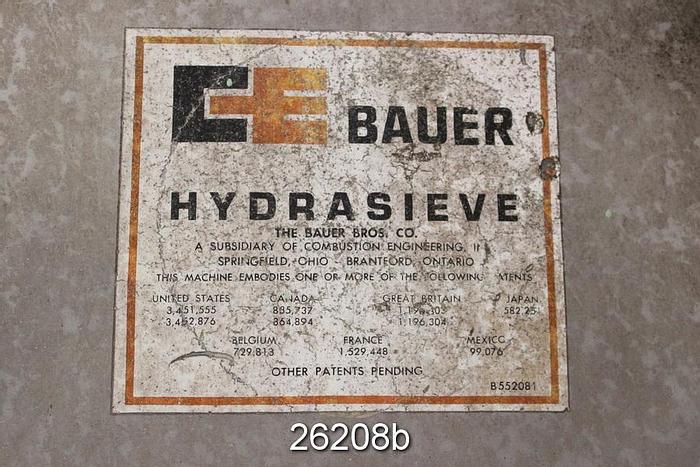 CE BAUER
HYDRASIEVE
THE BAUER BROS. CO.
A SUBSIDIARY OF COMBUSTION ENGINEERING,
SPRINGFIELD, OHIO - BRANTFORD, ONTARIO
THIS MACHINE EMBODIES ONE OR MORE OF THE FOLLOWING
UNITED STATES CANADA GREAT BRITAIN JAPAN
3,451,555 835,737
3,452,876 864,894 1,196,304
BELGIUM FRANCE MEXICO
729,813 1,529,448 99,076
OTHER PATENTS PENDING
B552081
26208b